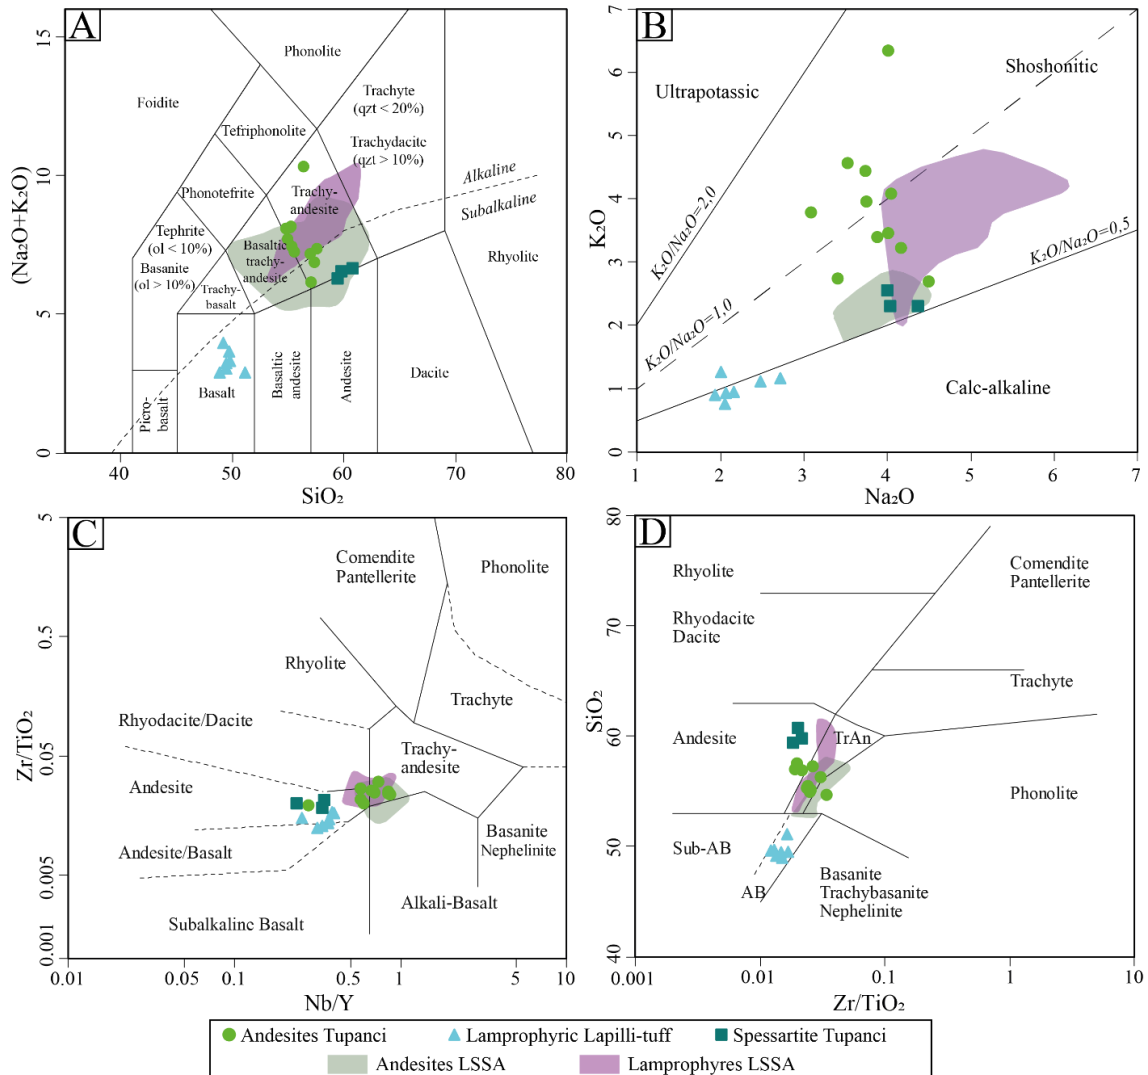 A
(Na₂O+K₂O)
15
10
5
0
Phonolite
Foidite
Trachyte
(qzt < 20%)
Tefriphonolite
Trachydacite
(qzt > 10%)
Alkaline
Subalkaline
Phonotefrite
Trachy-
andesite
Tephrite
(ol < 10%)
Basanite
(ol > 10%)
Basaltic
trachy-
andesite
Trachy-
basalt
Rhyolite
Picro-
basalt
Basalt
Basaltic
andesite
Andesite
Dacite
40
50
60
70
80
SiO₂
B
K₂O
7
6
5
4
3
2
1
0
Ultrapotassic
Shoshonitic
K₂O/Na₂O=2,0
K₂O/Na₂O=1,0
K₂O/Na₂O=0,5
Calc-alkaline
1
2
3
4
5
6
7
Na₂O
C
Zr/TiO₂
5
0.5
0.05
0.005
0.001
Comendite
Pantellerite
Phonolite
Rhyolite
Trachyte
Rhyodacite/Dacite
Trachy-
andesite
Andesite
Andesite/Basalt
Basanite
Nephelinite
Alkali-Basalt
Subalkalinc Basalt
0.01
0.05
0.1
0.5
1
5
10
Nb/Y
D
SiO₂
80
70
60
50
40
Rhyolite
Comendite
Pantellerite
Rhyodacite
Dacite
Trachyte
Andesite
TrAn
Phonolite
Sub-AB
AB
Basanite
Trachybasanite
Nephelinite
0.001
0.01
0.1
1
10
Zr/TiO₂
Andesites Tupanci
Lamprophyric Lapilli-tuff
Spessartite Tupanci
Andesites LSSA
Lamprophyres LSSA